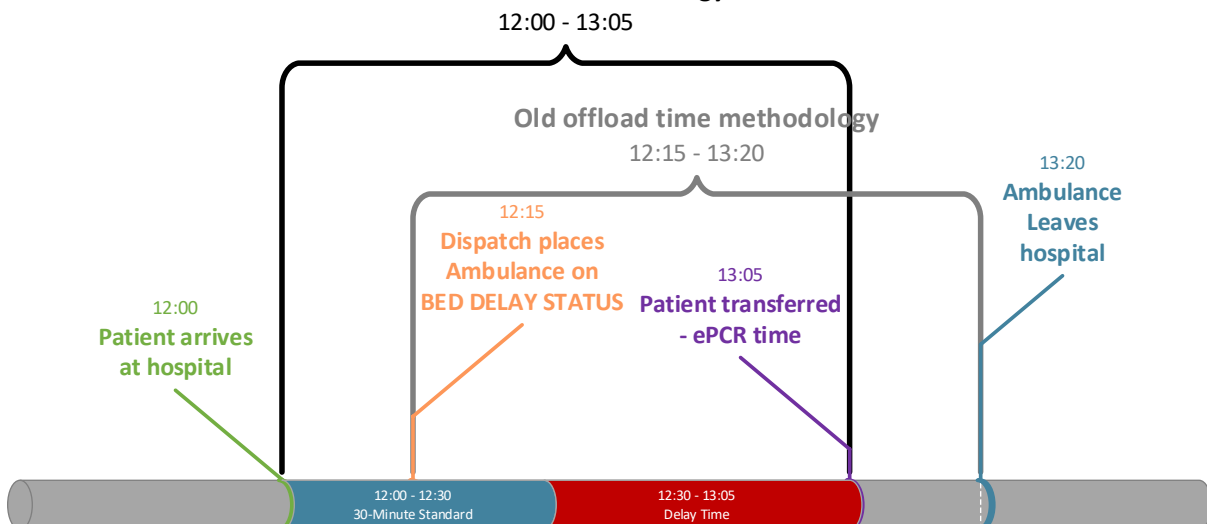 12:00 - 13:05
Old offload time methodology
12:15 - 13:20
13:20
Ambulance
Leaves
hospital
12:15
Dispatch places
Ambulance on
BED DELAY STATUS
13:05
Patient transferred
- ePCR time
12:00
Patient arrives
at hospital
12:00 - 12:30
30-Minute Standard
12:30 - 13:05
Delay Time